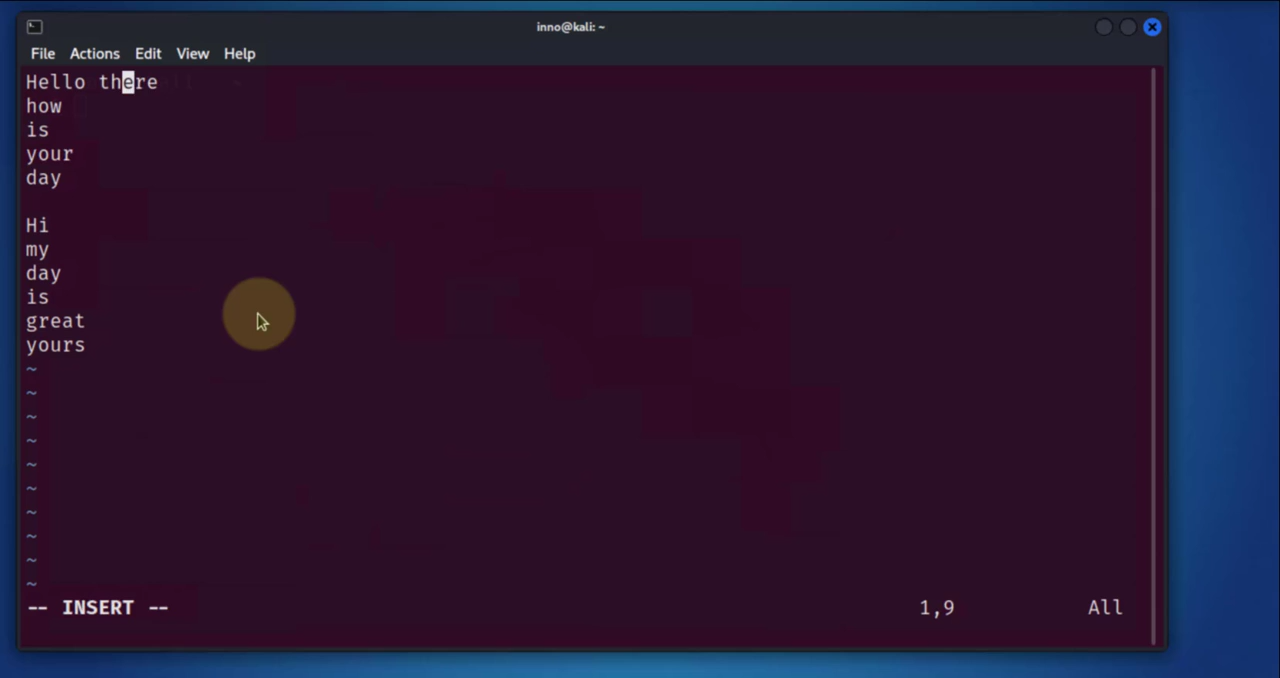 inno@kali: ~
File Actions Edit View Help
Hello there
how
is
your
day

Hi
my
day
is
great
yours
~
~
~
~
~
~
~
~
~
~
-- INSERT -- 1,9 All